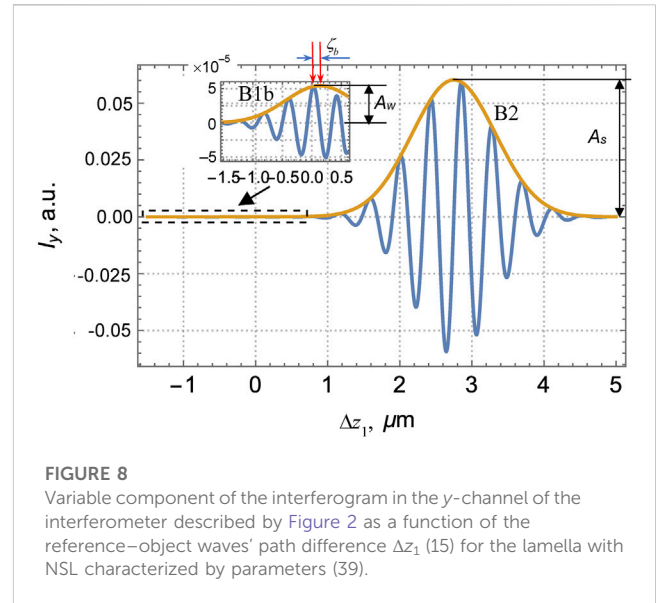 ×10⁻⁵
ζb
5
B1b
Aw
0
-5
-1.5 -1.0 -0.5 0.0 0.5
B2
As
0.05
0.025
0.00
-0.025
-0.05
Iy, a.u.
-1 0 1 2 3 4 5
Δz₁, μm
FIGURE 8
Variable component of the interferogram in the y-channel of the
interferometer described by Figure 2 as a function of the
reference–object waves’ path difference Δz₁ (15) for the lamella with
NSL characterized by parameters (39).